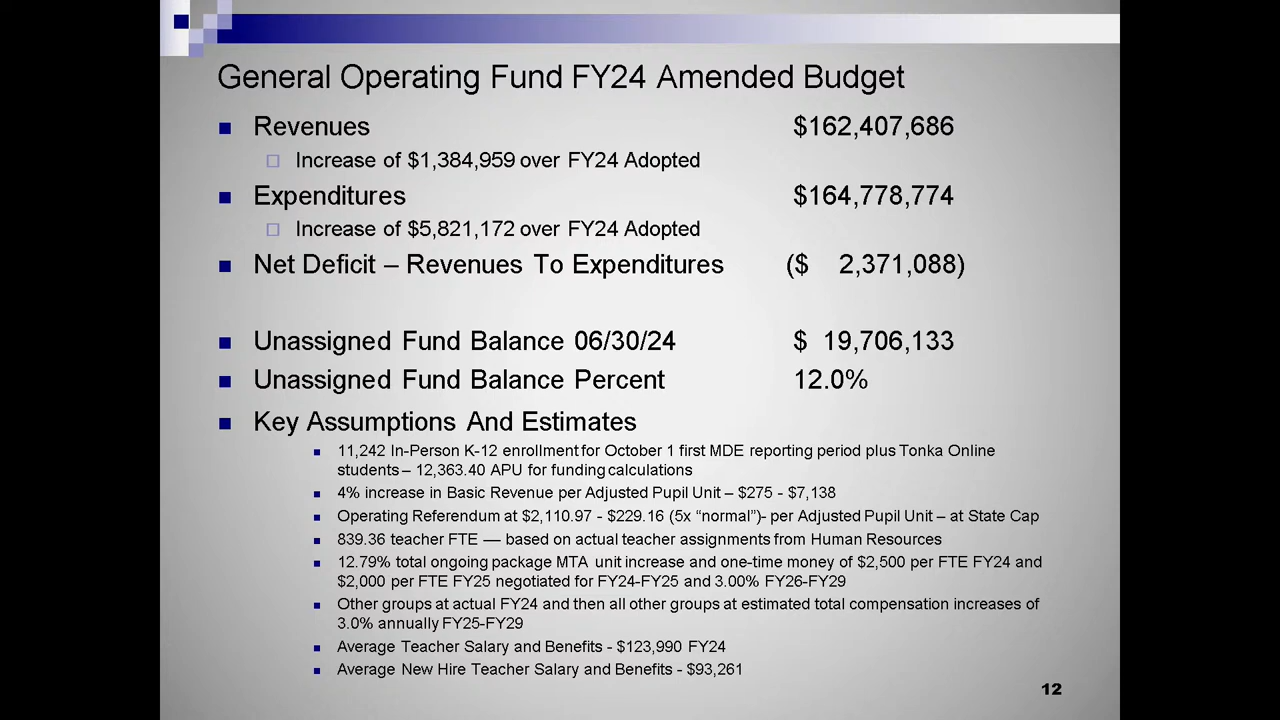 General Operating Fund FY24 Amended Budget
Revenues $162,407,686
Increase of $1,384,959 over FY24 Adopted
Expenditures $164,778,774
Increase of $5,821,172 over FY24 Adopted
Net Deficit – Revenues To Expenditures ($ 2,371,088)
Unassigned Fund Balance 06/30/24 $ 19,706,133
Unassigned Fund Balance Percent 12.0%
Key Assumptions And Estimates
11,242 In-Person K-12 enrollment for October 1 first MDE reporting period plus Tonka Online
students – 12,363.40 APU for funding calculations
4% increase in Basic Revenue per Adjusted Pupil Unit – $275 - $7,138
Operating Referendum at $2,110.97 - $229.16 (5x “normal”)- per Adjusted Pupil Unit – at State Cap
839.36 teacher FTE — based on actual teacher assignments from Human Resources
12.79% total ongoing package MTA unit increase and one-time money of $2,500 per FTE FY24 and
$2,000 per FTE FY25 negotiated for FY24-FY25 and 3.00% FY26-FY29
Other groups at actual FY24 and then all other groups at estimated total compensation increases of
3.0% annually FY25-FY29
Average Teacher Salary and Benefits - $123,990 FY24
Average New Hire Teacher Salary and Benefits - $93,261
12